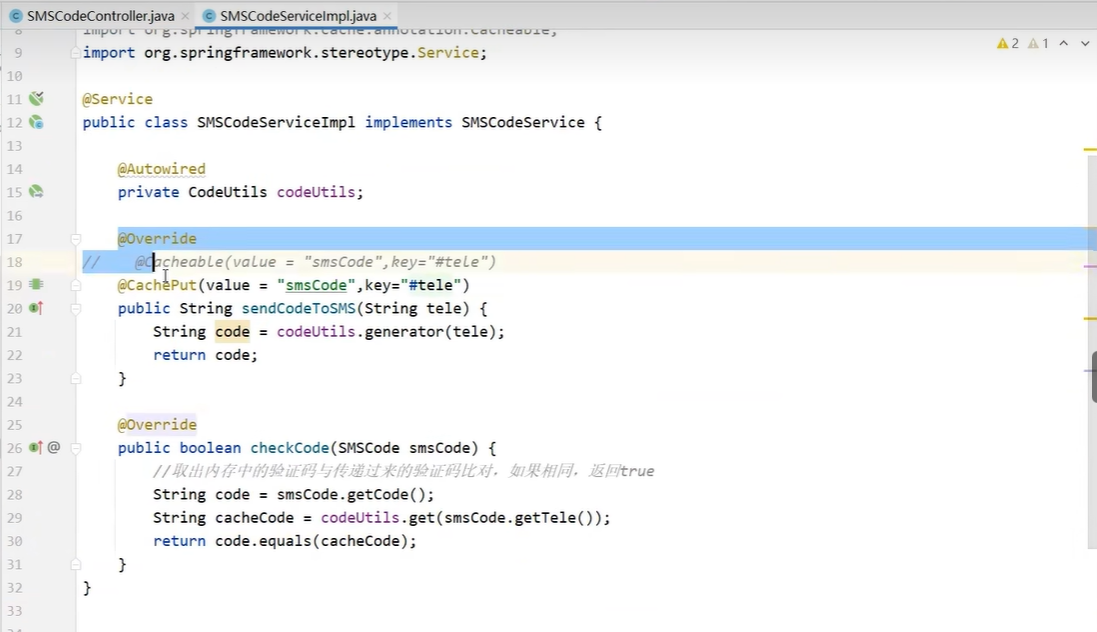 SMSCodeController.java SMSCodeServiceImpl.java
8 import org.springframework.cache.annotation.Cacheable;
9 import org.springframework.stereotype.Service; 2 1
10
11 @Service
12 public class SMSCodeServiceImpl implements SMSCodeService {
13
14 @Autowired
15 private CodeUtils codeUtils;
16
17 @Override
18 // @Cacheable(value = "smsCode",key="#tele")
19 @CachePut(value = "smsCode",key="#tele")
20 public String sendCodeToSMS(String tele) {
21 String code = codeUtils.generator(tele);
22 return code;
23 }
24
25 @Override
26 @ public boolean checkCode(SMSCode smsCode) {
27 //取出内存中的验证码与传递过来的验证码比对，如果相同，返回true
28 String code = smsCode.getCode();
29 String cacheCode = codeUtils.get(smsCode.getTele());
30 return code.equals(cacheCode);
31 }
32 }
33